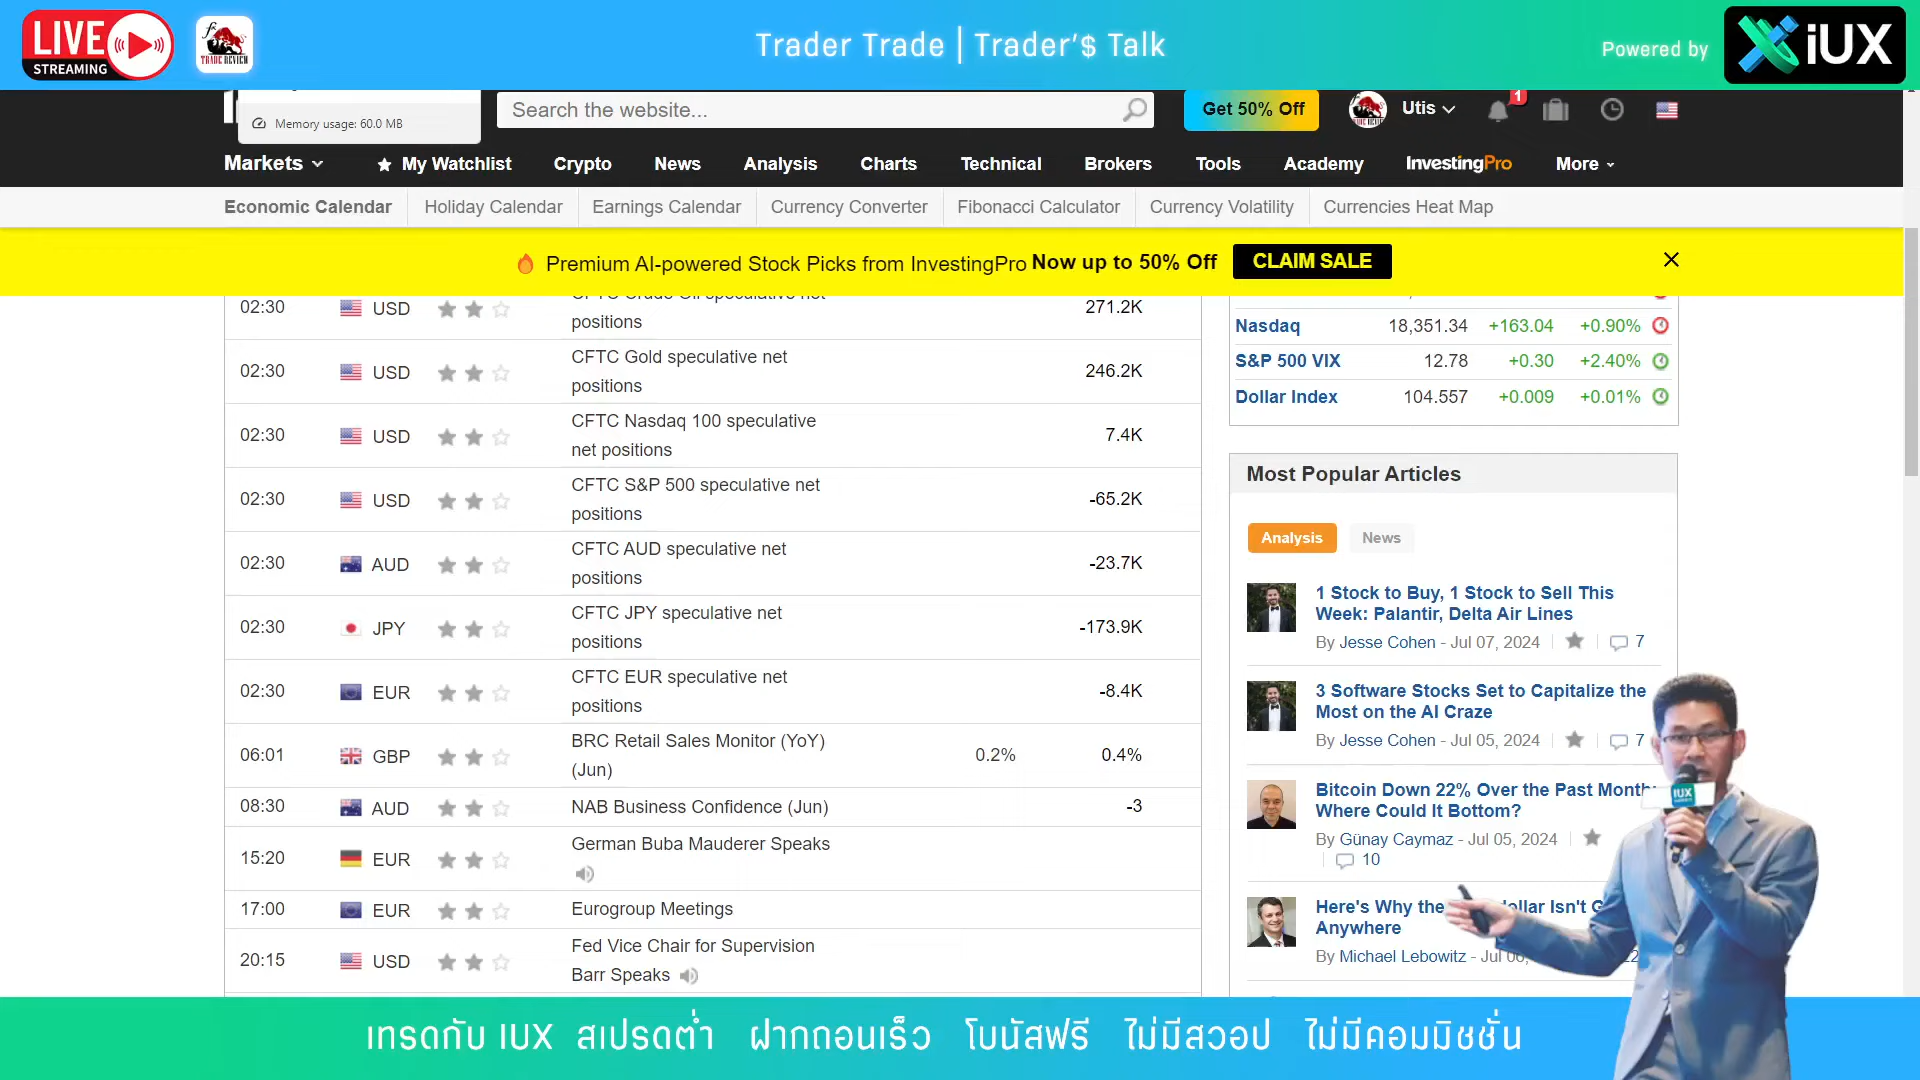 LIVE
STREAMING
TRADE REVIEW
Trader Trade | Trader'$ Talk
Powered by
iUX
Memory usage: 60.0 MB
Search the website...
Get 50% Off
Utis
1
Markets
My Watchlist
Crypto
News
Analysis
Charts
Technical
Brokers
Tools
Academy
InvestingPro
More
Economic Calendar
Holiday Calendar
Earnings Calendar
Currency Converter
Fibonacci Calculator
Currency Volatility
Currencies Heat Map
Premium AI-powered Stock Picks from InvestingPro Now up to 50% Off
CLAIM SALE
02:30 USD CFTC Crude Oil speculative net
positions 271.2K
02:30 USD CFTC Gold speculative net
positions 246.2K
02:30 USD CFTC Nasdaq 100 speculative
net positions 7.4K
02:30 USD CFTC S&P 500 speculative net
positions -65.2K
02:30 AUD CFTC AUD speculative net
positions -23.7K
02:30 JPY CFTC JPY speculative net
positions -173.9K
02:30 EUR CFTC EUR speculative net
positions -8.4K
06:01 GBP BRC Retail Sales Monitor (YoY)
(Jun) 0.2% 0.4%
08:30 AUD NAB Business Confidence (Jun) -3
15:20 EUR German Buba Mauderer Speaks
17:00 EUR Eurogroup Meetings
20:15 USD Fed Vice Chair for Supervision
Barr Speaks
Nasdaq 18,351.34 +163.04 +0.90%
S&P 500 VIX 12.78 +0.30 +2.40%
Dollar Index 104.557 +0.009 +0.01%
Most Popular Articles
Analysis
News
1 Stock to Buy, 1 Stock to Sell This
Week: Palantir, Delta Air Lines
By Jesse Cohen - Jul 07, 2024 7
3 Software Stocks Set to Capitalize the
Most on the AI Craze
By Jesse Cohen - Jul 05, 2024 7
Bitcoin Down 22% Over the Past Month:
Where Could It Bottom?
By Günay Caymaz - Jul 05, 2024
10
Here's Why the dollar Isn't
Anywhere
By Michael Lebowitz - Jul
IUX
เทรดกับ IUX สเปรดต่ำ ฝากถอนเร็ว โบนัสฟรี ไม่มีสวอป ไม่มีคอมมิชชั่น